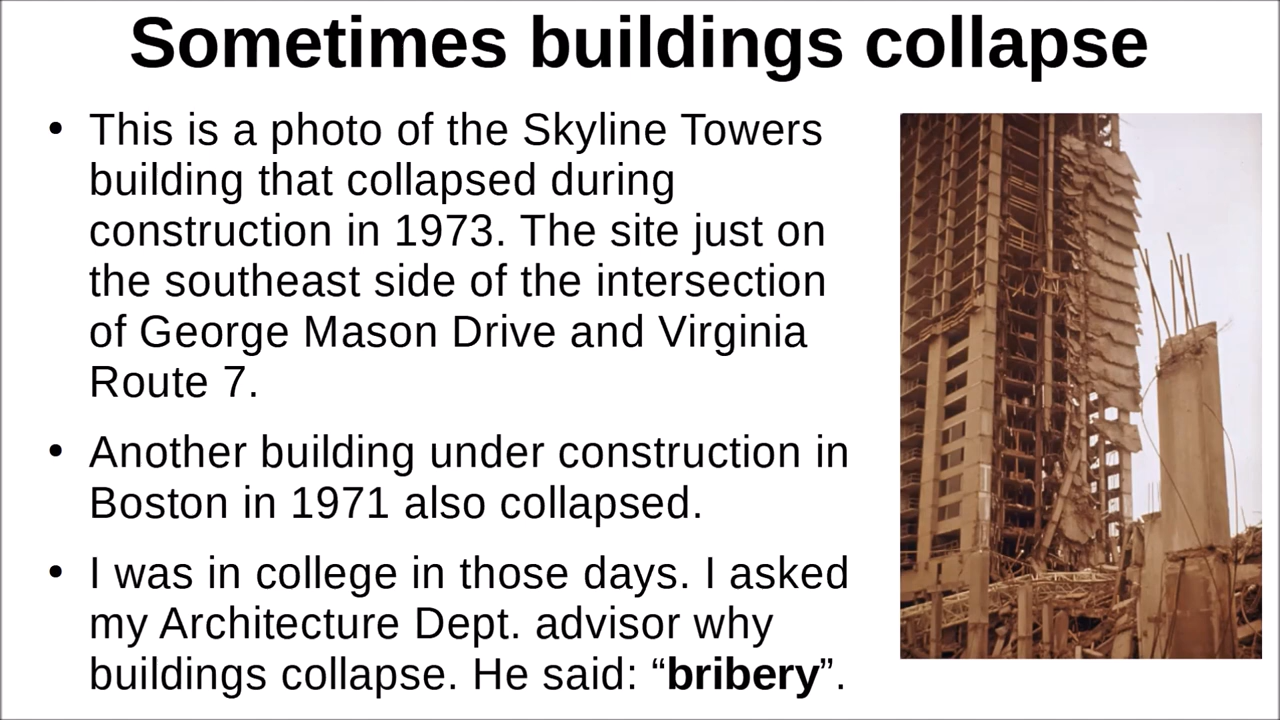 Sometimes buildings collapse
• This is a photo of the Skyline Towers
building that collapsed during
construction in 1973. The site just on
the southeast side of the intersection
of George Mason Drive and Virginia
Route 7.
• Another building under construction in
Boston in 1971 also collapsed.
• I was in college in those days. I asked
my Architecture Dept. advisor why
buildings collapse. He said: “bribery”.